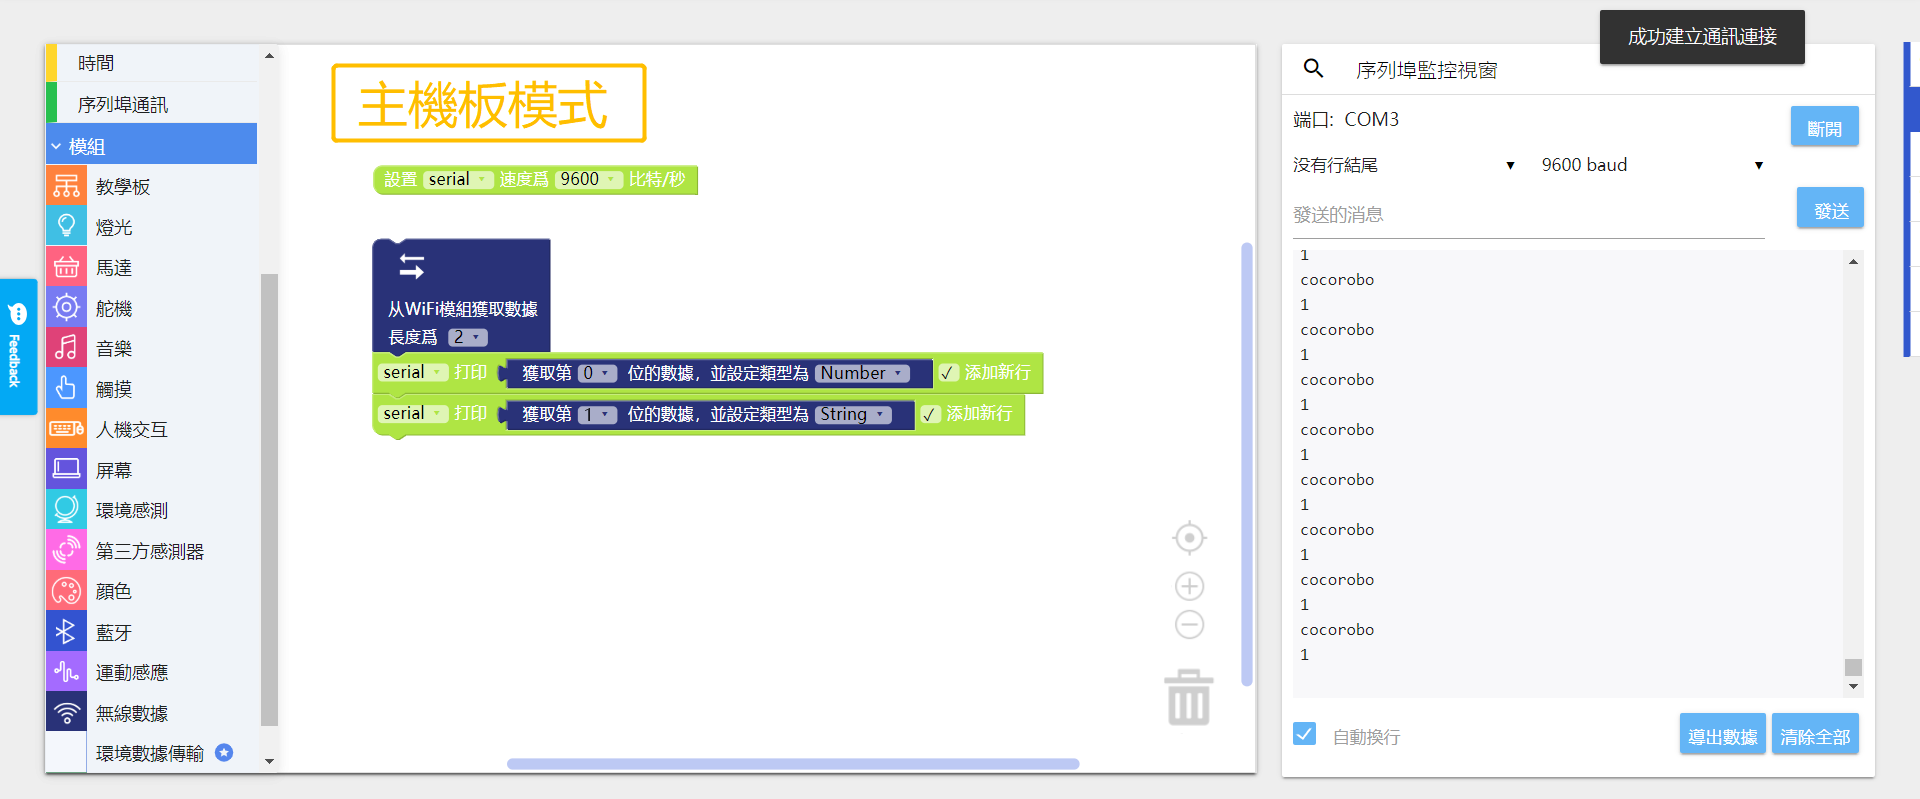 成功建立通訊連接
時間
序列埠通訊
模組
教學板
燈光
馬達
舵機
音樂
觸摸
人機交互
屏幕
環境感測
第三方感測器
顏色
藍牙
運動感應
無線數據
環境數據傳輸
Feedback
主機板模式
設置 serial 速度爲 9600 比特/秒
从WiFi模組獲取數據
長度爲 2
serial 打印 獲取第 0 位的數據，並設定類型為 Number 添加新行
serial 打印 獲取第 1 位的數據，並設定類型為 String 添加新行
序列埠監控視窗
端口: COM3
斷開
没有行結尾 9600 baud
發送的消息
發送
1
cocorobo
1
cocorobo
1
cocorobo
1
cocorobo
1
cocorobo
1
cocorobo
1
cocorobo
1
cocorobo
1
自動換行
導出數據
清除全部